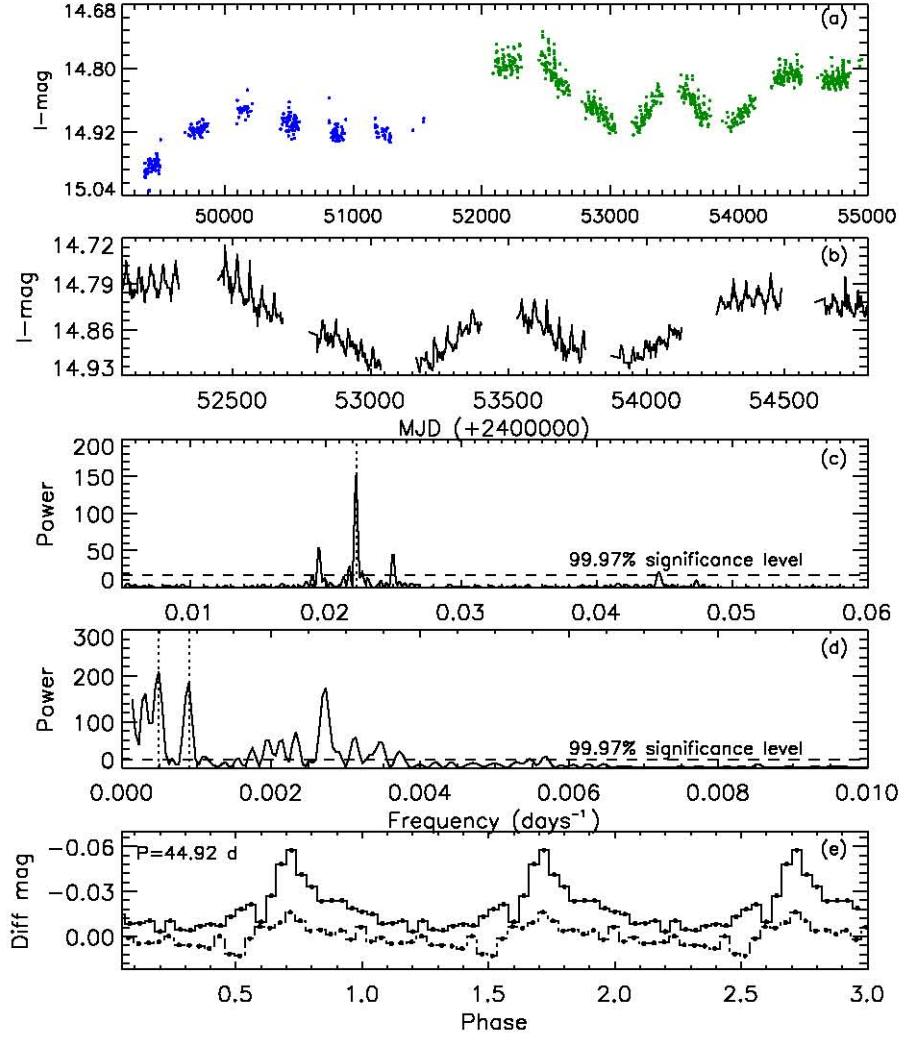 14.68
14.80
14.92
15.04
I-mag
(a)
50000 51000 52000 53000 54000 55000
14.72
14.79
14.86
14.93
I-mag
(b)
52500 53000 53500 54000 54500
MJD (+2400000)
200
150
100
50
0
Power
(c)
99.97% significance level
0.01 0.02 0.03 0.04 0.05 0.06
300
200
100
0
Power
(d)
99.97% significance level
0.000 0.002 0.004 0.006 0.008 0.010
Frequency (days⁻¹)
-0.06
-0.03
0.00
Diff mag
P=44.92 d
(e)
0.5 1.0 1.5 2.0 2.5 3.0
Phase